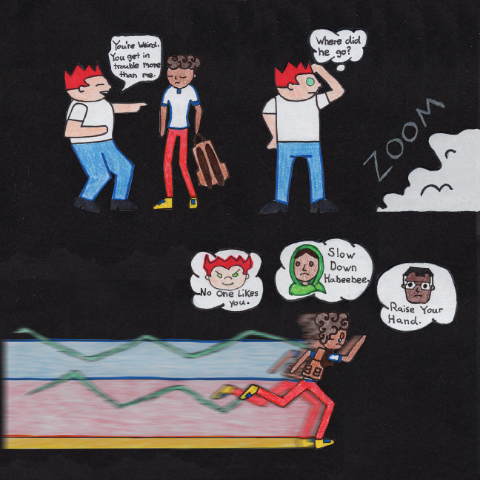 You're Weird.
You get in
trouble more
than me.
Where did
he go?
ZOOM
No One Likes
You.
Slow
Down
Habeebee.
Raise Your
Hand.